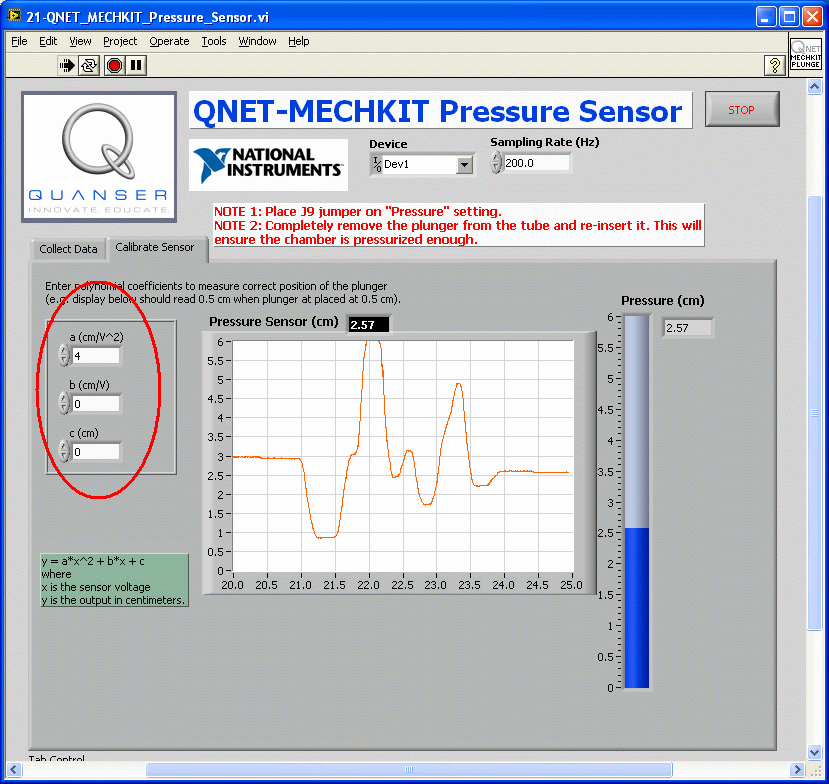 21-QNET_MECHKIT_Pressure_Sensor.vi
File Edit View Project Operate Tools Window Help
?
QNET
MECHKIT
PLUNGE
QUANSER
INNOVATE. EDUCATE.
QNET-MECHKIT Pressure Sensor
STOP
NATIONAL
INSTRUMENTS
Device
I/O Dev1
Sampling Rate (Hz)
200.0
NOTE 1: Place J9 jumper on "Pressure" setting.
NOTE 2: Completely remove the plunger from the tube and re-insert it. This will
ensure the chamber is pressurized enough.
Collect Data
Calibrate Sensor
Enter polynomial coefficients to measure correct position of the plunger
(e.g. display below should read 0.5 cm when plunger at placed at 0.5 cm).
a (cm/V^2)
4
b (cm/V)
0
c (cm)
0
y = a*x^2 + b*x + c
where
x is the sensor voltage
y is the output in centimeters.
Pressure Sensor (cm) 2.57
6
5.5
5
4.5
4
3.5
3
2.5
2
1.5
1
0.5
0
20.0 20.5 21.0 21.5 22.0 22.5 23.0 23.5 24.0 24.5 25.0
Pressure (cm)
2.57
6
5.5
5
4.5
4
3.5
3
2.5
2
1.5
1
0.5
0
Tab Control